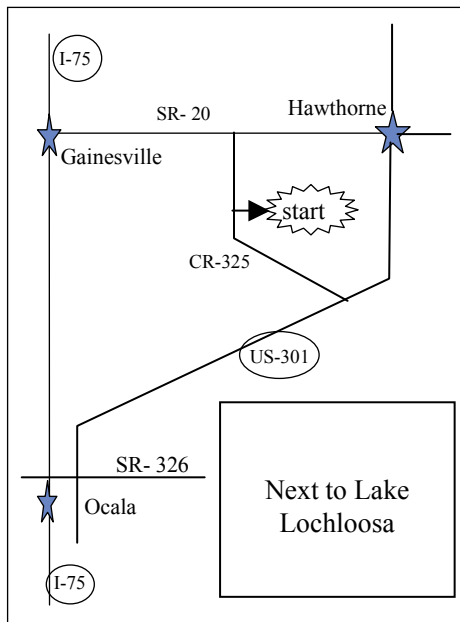 I-75
Hawthorne
SR- 20
Gainesville
start
CR-325
US-301
SR- 326
Ocala
Next to Lake
Lochloosa
I-75